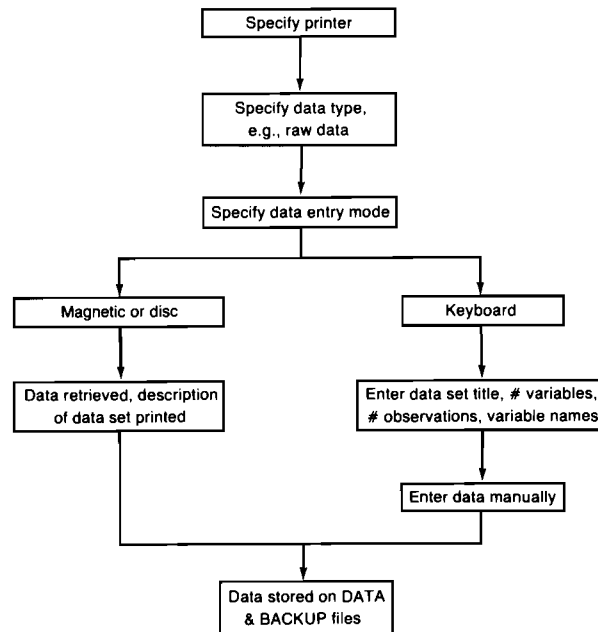 Specify printer
Specify data type,
e.g., raw data
Specify data entry mode
Magnetic or disc
Keyboard
Data retrieved, description
of data set printed
Enter data set title, # variables,
# observations, variable names
Enter data manually
Data stored on DATA
& BACKUP files